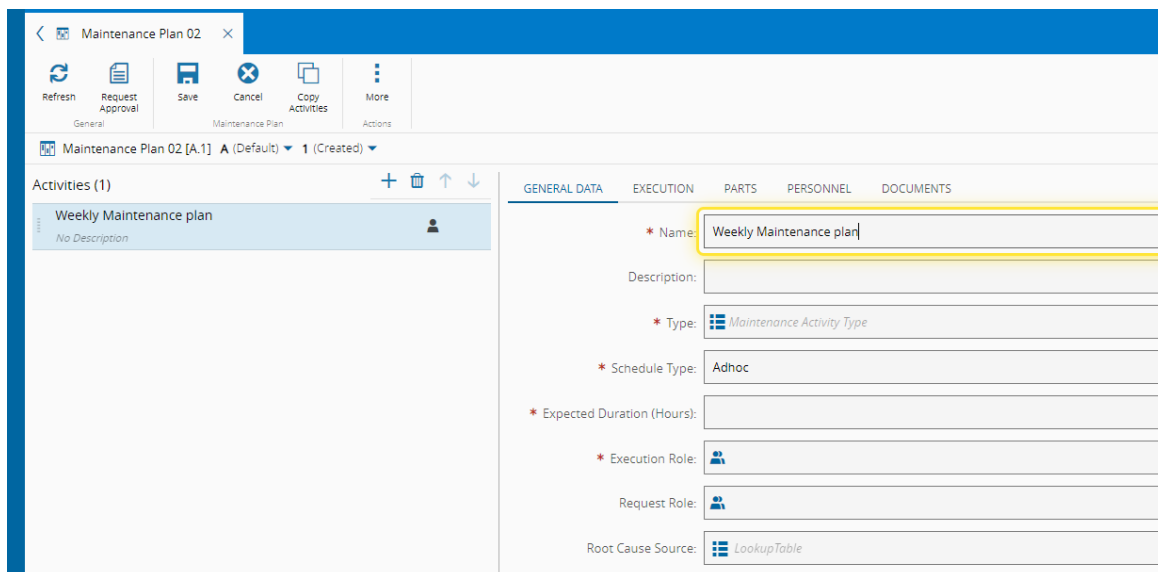 Maintenance Plan 02
Refresh
Request Approval
Save
Cancel
Copy Activities
More
General
Maintenance Plan
Actions
Maintenance Plan 02 [A.1] A (Default) 1 (Created)
Activities (1)
Weekly Maintenance plan
No Description
GENERAL DATA EXECUTION PARTS PERSONNEL DOCUMENTS
* Name: Weekly Maintenance plan
Description:
* Type: Maintenance Activity Type
* Schedule Type: Adhoc
* Expected Duration (Hours):
* Execution Role:
Request Role:
Root Cause Source: LookupTable